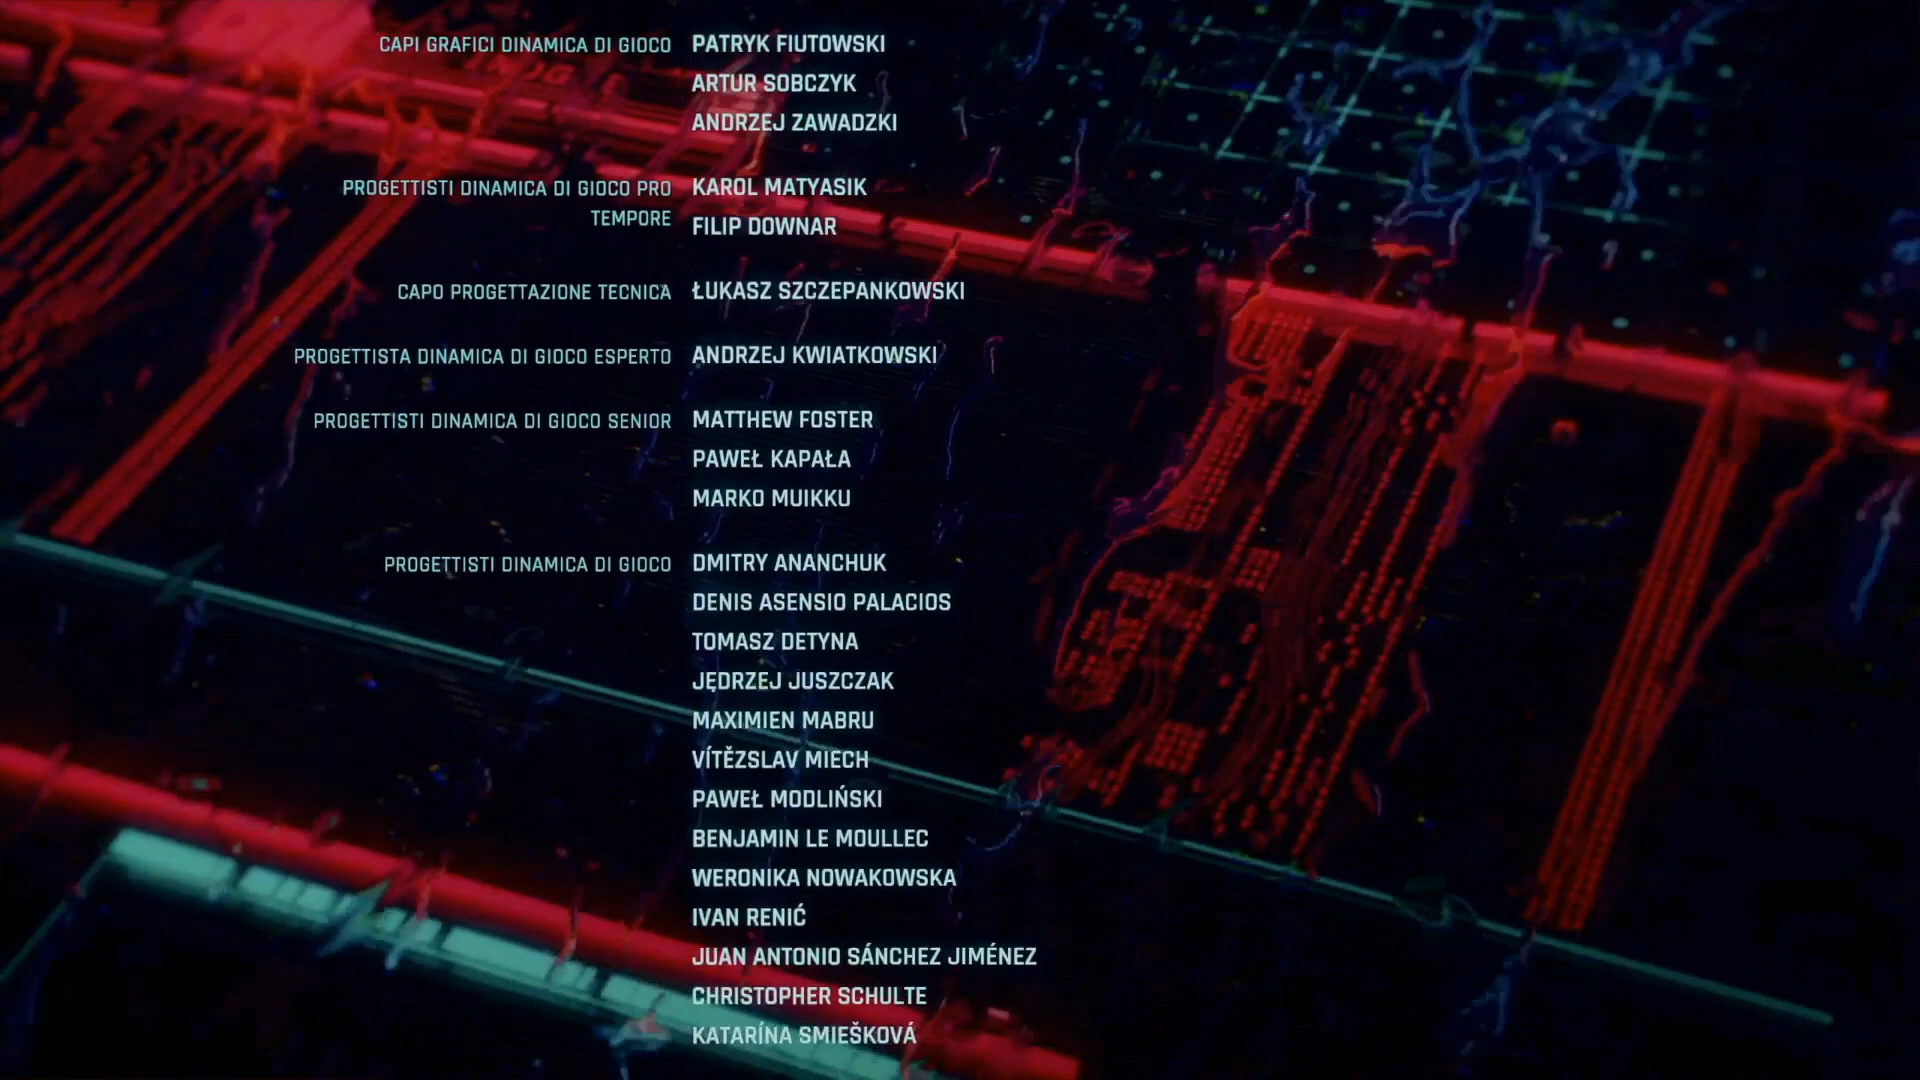 CAPI GRAFICI DINAMICA DI GIOCO PATRYK FIUTOWSKI
ARTUR SOBCZYK
ANDRZEJ ZAWADZKI
PROGETTISTI DINAMICA DI GIOCO PRO KAROL MATYASIK
TEMPORE FILIP DOWNAR
CAPO PROGETTAZIONE TECNICA ŁUKASZ SZCZEPANKOWSKI
PROGETTISTA DINAMICA DI GIOCO ESPERTO ANDRZEJ KWIATKOWSKI
PROGETTISTI DINAMICA DI GIOCO SENIOR MATTHEW FOSTER
PAWEŁ KAPAŁA
MARKO MUIKKU
PROGETTISTI DINAMICA DI GIOCO DMITRY ANANCHUK
DENIS ASENSIO PALACIOS
TOMASZ DETYNA
JĘDRZEJ JUSZCZAK
MAXIMIEN MABRU
VÍTĚZSLAV MIECH
PAWEŁ MODLIŃSKI
BENJAMIN LE MOULLEC
WERONIKA NOWAKOWSKA
IVAN RENIĆ
JUAN ANTONIO SÁNCHEZ JIMÉNEZ
CHRISTOPHER SCHULTE
KATARÍNA SMIEŠKOVÁ